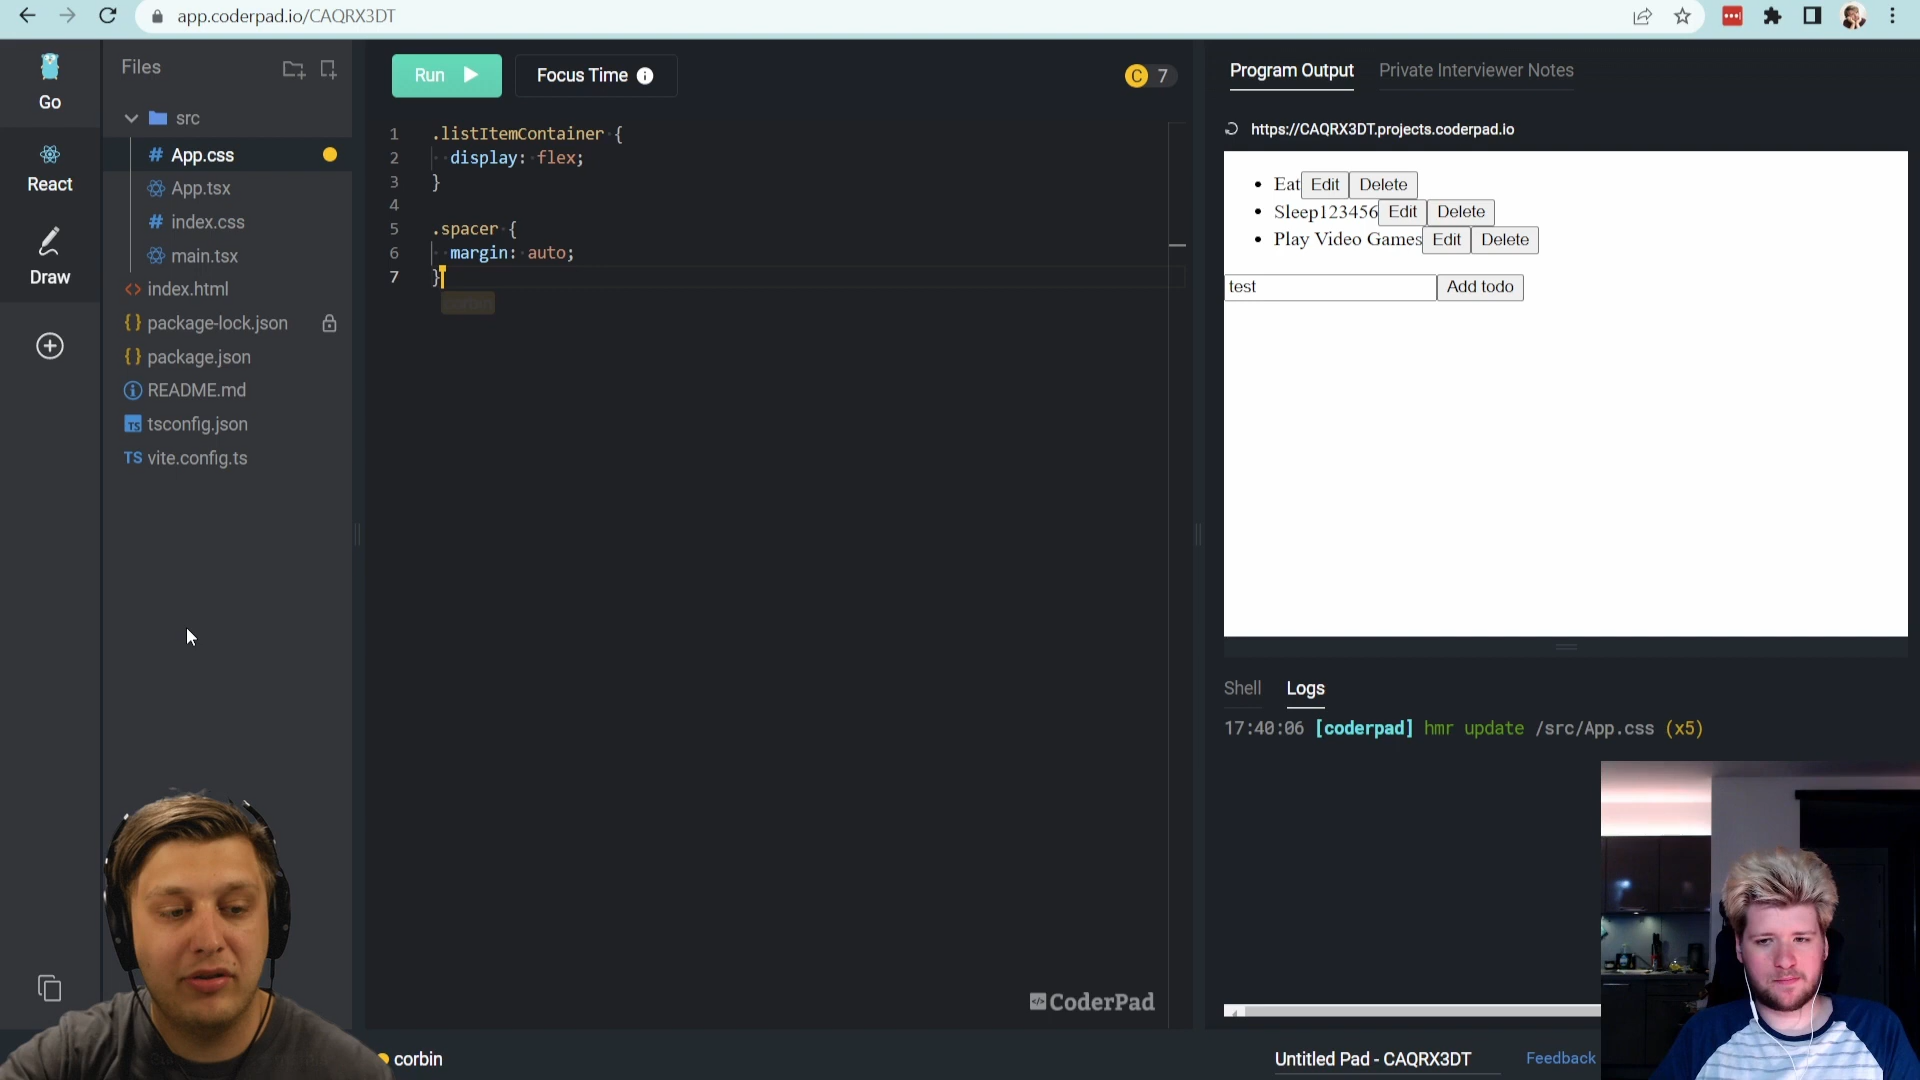 app.coderpad.io/CAQRX3DT
Go
React
Draw
Files
src
App.css
App.tsx
index.css
main.tsx
index.html
package-lock.json
package.json
README.md
tsconfig.json
TS vite.config.ts
Run
Focus Time
C 7
1 .listItemContainer {
2 display: flex;
3 }
4
5 .spacer {
6 margin: auto;
7 }
corbin
CoderPad
corbin
Program Output
Private Interviewer Notes
https://CAQRX3DT.projects.coderpad.io
Eat Edit Delete
Sleep123456 Edit Delete
Play Video Games Edit Delete
test Add todo
Shell Logs
17:40:06 [coderpad] hmr update /src/App.css (x5)
Untitled Pad - CAQRX3DT
Feedback